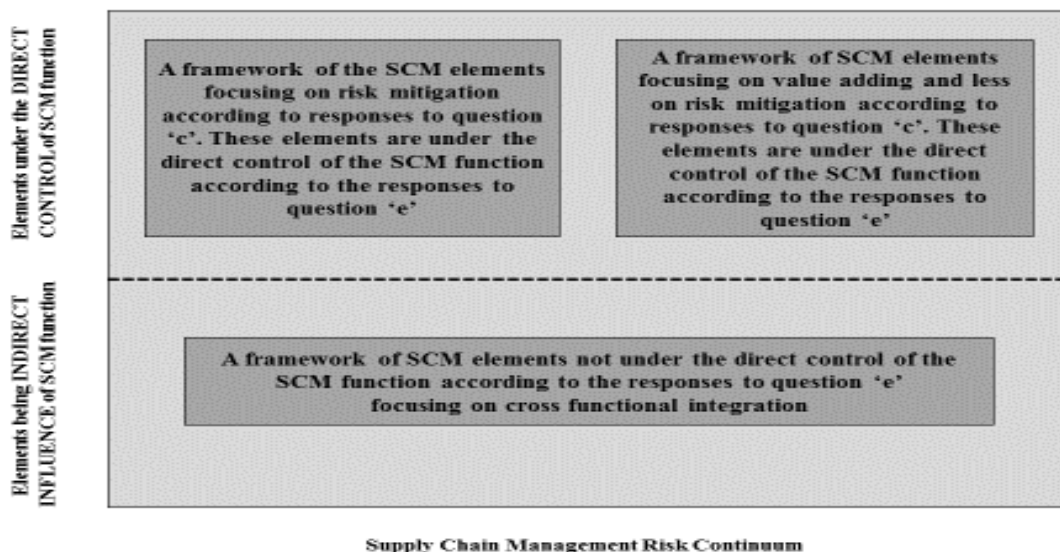 Elements under the DIRECT
CONTROL of SCM function
A framework of the SCM elements
focusing on risk mitigation
according to responses to question
‘c’. These elements are under the
direct control of the SCM function
according to the responses to
question ‘e’
A framework of SCM elements
focusing on value adding and less
on risk mitigation according to
responses to question ‘c’. These
elements are under the direct
control of the SCM function
according to the responses to
question ‘e’
Elements being INDIRECT
INFLUENCE of SCM function
A framework of SCM elements not under the direct control of the
SCM function according to the responses to question ‘e’
focusing on cross functional integration
Supply Chain Management Risk Continuum